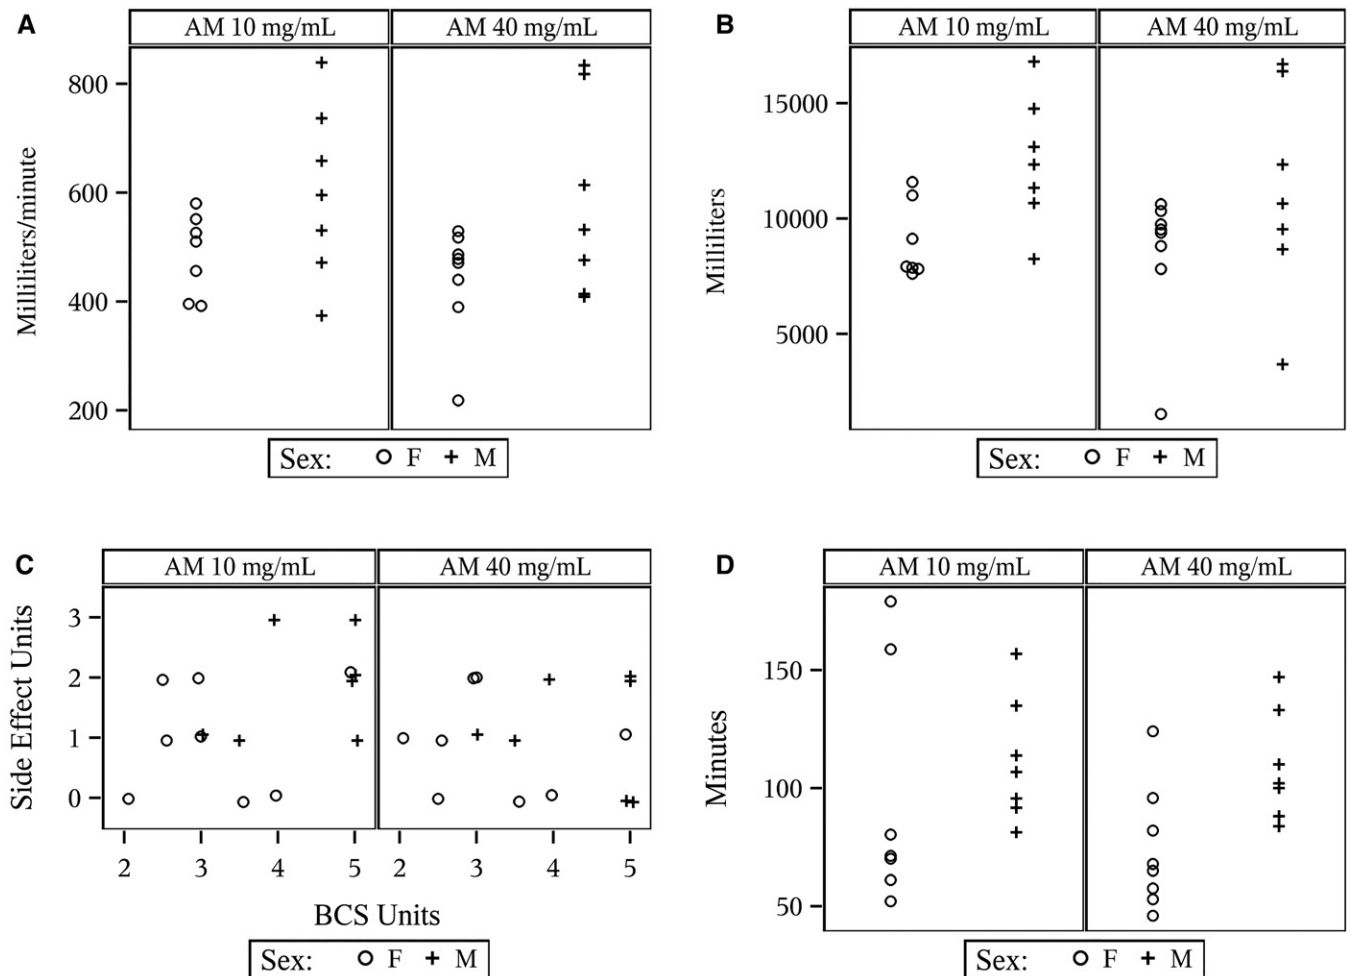 A
AM 10 mg/mL AM 40 mg/mL
Milliliters/minute
800
600
400
200
Sex: F M
B
AM 10 mg/mL AM 40 mg/mL
Milliliters
15000
10000
5000
Sex: F M
C
AM 10 mg/mL AM 40 mg/mL
Side Effect Units
3
2
1
0
2 3 4 5 2 3 4 5
BCS Units
Sex: F M
D
AM 10 mg/mL AM 40 mg/mL
Minutes
150
100
50
Sex: F M